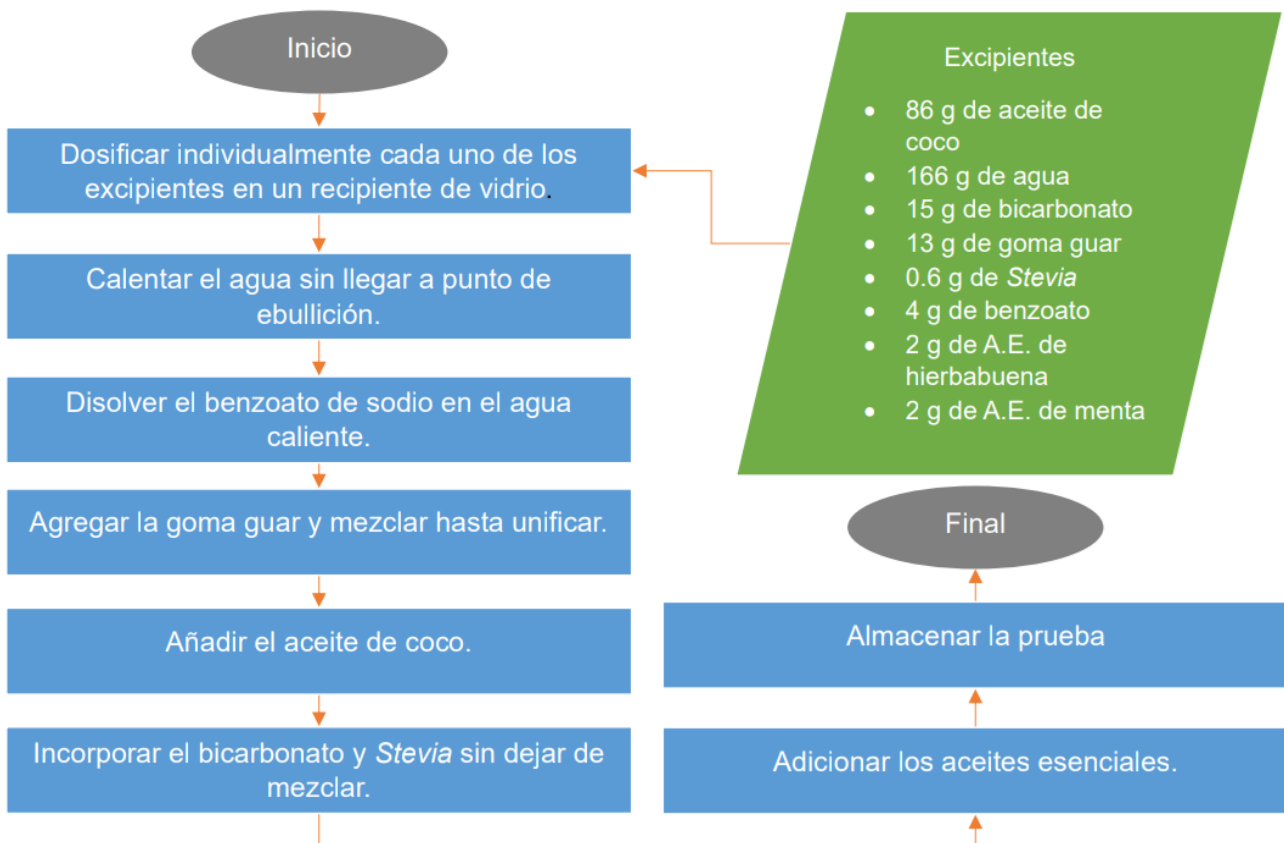 Inicio
Dosificar individualmente cada uno de los
excipientes en un recipiente de vidrio.
Calentar el agua sin llegar a punto de
ebullición.
Disolver el benzoato de sodio en el agua
caliente.
Agregar la goma guar y mezclar hasta unificar.
Añadir el aceite de coco.
Incorporar el bicarbonato y Stevia sin dejar de
mezclar.
Excipientes
• 86 g de aceite de
coco
• 166 g de agua
• 15 g de bicarbonato
• 13 g de goma guar
• 0.6 g de Stevia
• 4 g de benzoato
• 2 g de A.E. de
hierbabuena
• 2 g de A.E. de menta
Final
Almacenar la prueba
Adicionar los aceites esenciales.